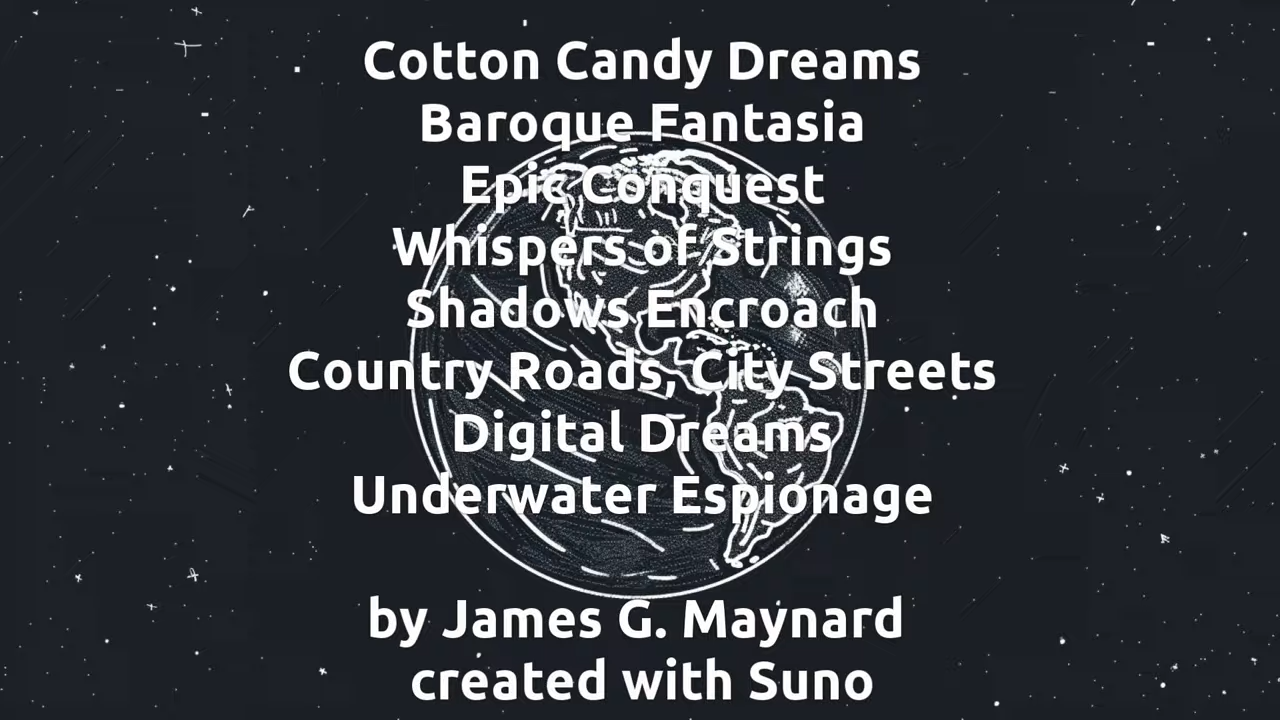 Cotton Candy Dreams
Baroque Fantasia
Epic Conquest
Whispers of Strings
Shadows Encroach
Country Roads, City Streets
Digital Dreams
Underwater Espionage
by James G. Maynard
created with Suno